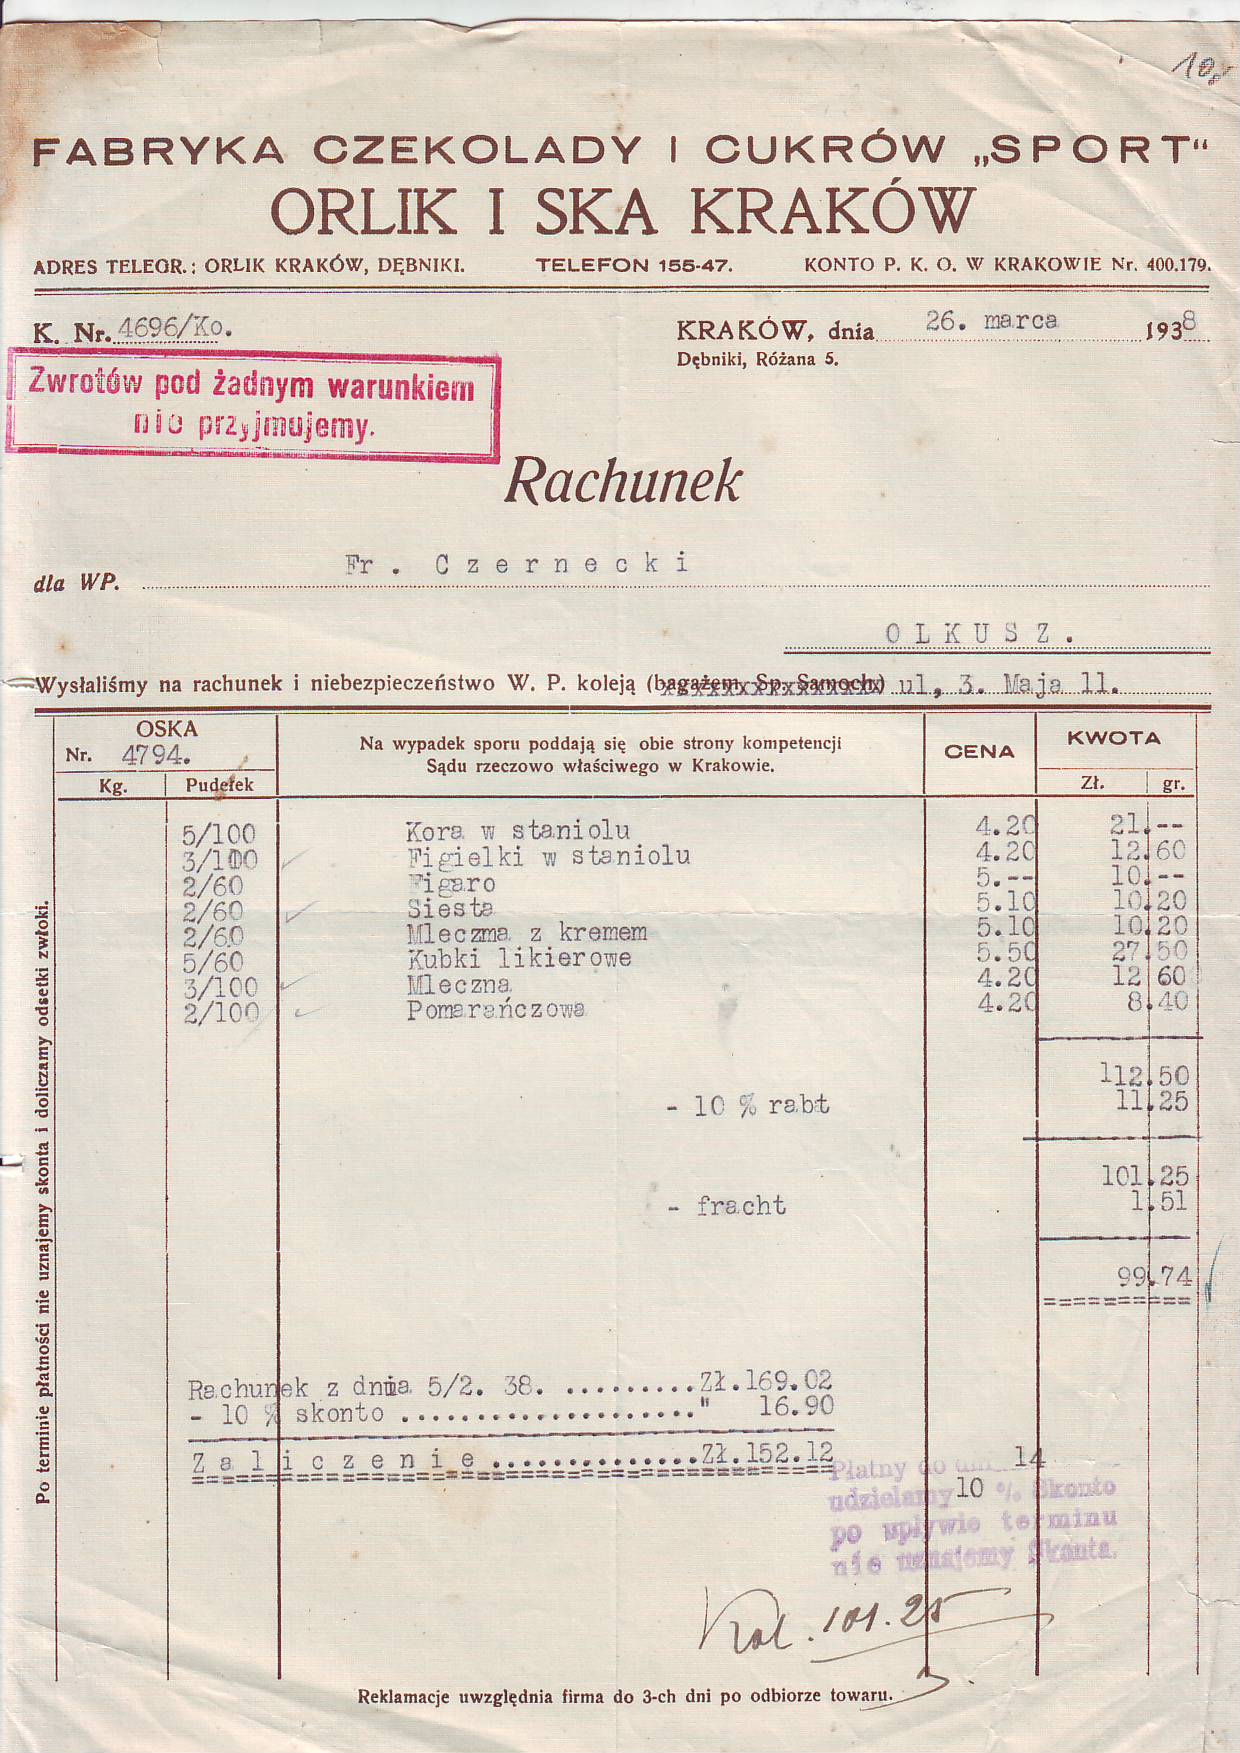 10
FABRYKA CZEKOLADY I CUKRÓW „SPORT“
ORLIK I SKA KRAKÓW
ADRES TELEGR.: ORLIK KRAKÓW, DĘBNIKI. TELEFON 155-47. KONTO P. K. O. W KRAKOWIE Nr. 400.179.
K. Nr. 4696/Ko. KRAKÓW, dnia 26. marca 1938
Dębniki, Różana 5.
Zwrotów pod żadnym warunkiem
nie przyjmujemy.
Rachunek
dla WP. Fr. Czernecki
OLKUSZ.
Wysłaliśmy na rachunek i niebezpieczeństwo W. P. koleją (bagażem, Sp. Samoch.) ul, 3. Maja 11.
OSKA
Nr. 4794.
Kg. Pudełek
Na wypadek sporu poddają się obie strony kompetencji
Sądu rzeczowo właściwego w Krakowie.
CENA
KWOTA
Zł. gr.
5/100 Kora w staniolu 4.20 21.--
3/100 Figielki w staniolu 4.20 12.60
2/60 Figaro 5.-- 10.--
2/60 Siesta 5.10 10.20
2/60 Mleczma z kremem 5.10 10.20
5/60 Kubki likierowe 5.50 27.50
3/100 Mleczna 4.20 12 60
2/100 Pomarańczowa 4.20 8.40
112.50
- 10 % rabt 11.25
101.25
- fracht 1.51
99.74
Rachunek z dnia 5/2. 38. .........Zł.169.02
- 10 % skonto ....................." 16.90
Zaliczenie..............Zł.152.12
Płatny do dni 14
udzielamy 10 % Skonto
po upływie terminu
nie uznajemy Skonta.
101.25
Reklamacje uwzględnia firma do 3-ch dni po odbiorze towaru.
Po terminie płatności nie uznajemy skonta i doliczamy odsetki zwłoki.